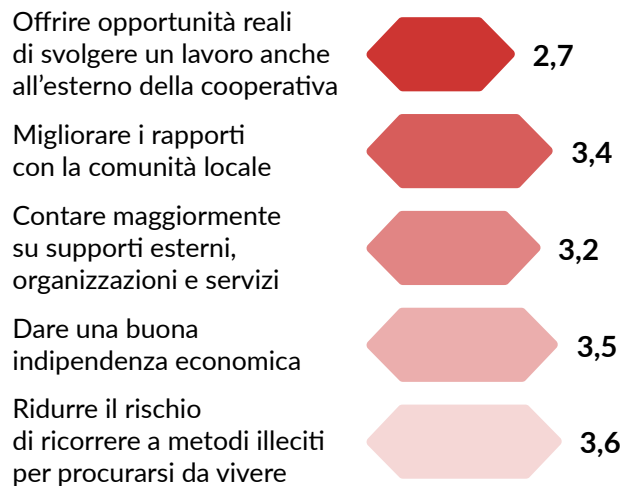 Offrire opportunità reali
di svolgere un lavoro anche
all’esterno della cooperativa
2,7
Migliorare i rapporti
con la comunità locale
3,4
Contare maggiormente
su supporti esterni,
organizzazioni e servizi
3,2
Dare una buona
indipendenza economica
3,5
Ridurre il rischio
di ricorrere a metodi illeciti
per procurarsi da vivere
3,6